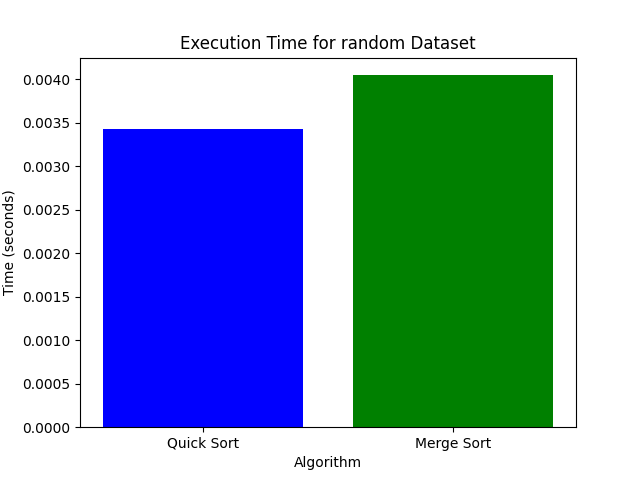 Execution Time for random Dataset
Time (seconds)
0.0040
0.0035
0.0030
0.0025
0.0020
0.0015
0.0010
0.0005
0.0000
Quick Sort Merge Sort
Algorithm